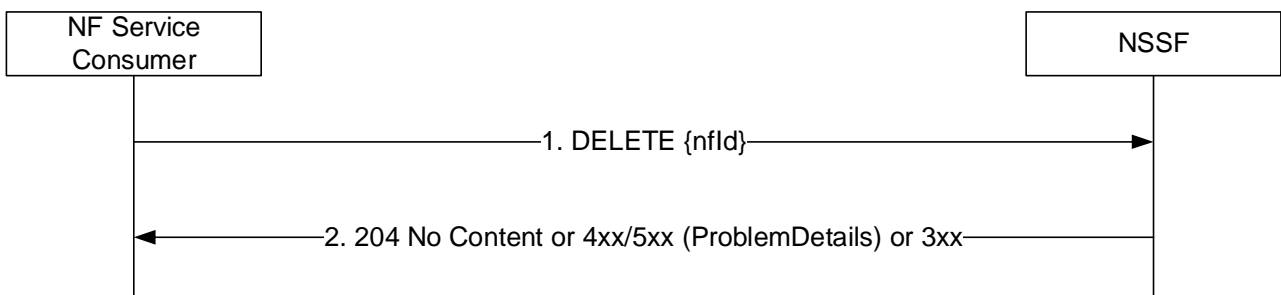 NF Service
Consumer
NSSF
1. DELETE {nfId}
2. 204 No Content or 4xx/5xx (ProblemDetails) or 3xx